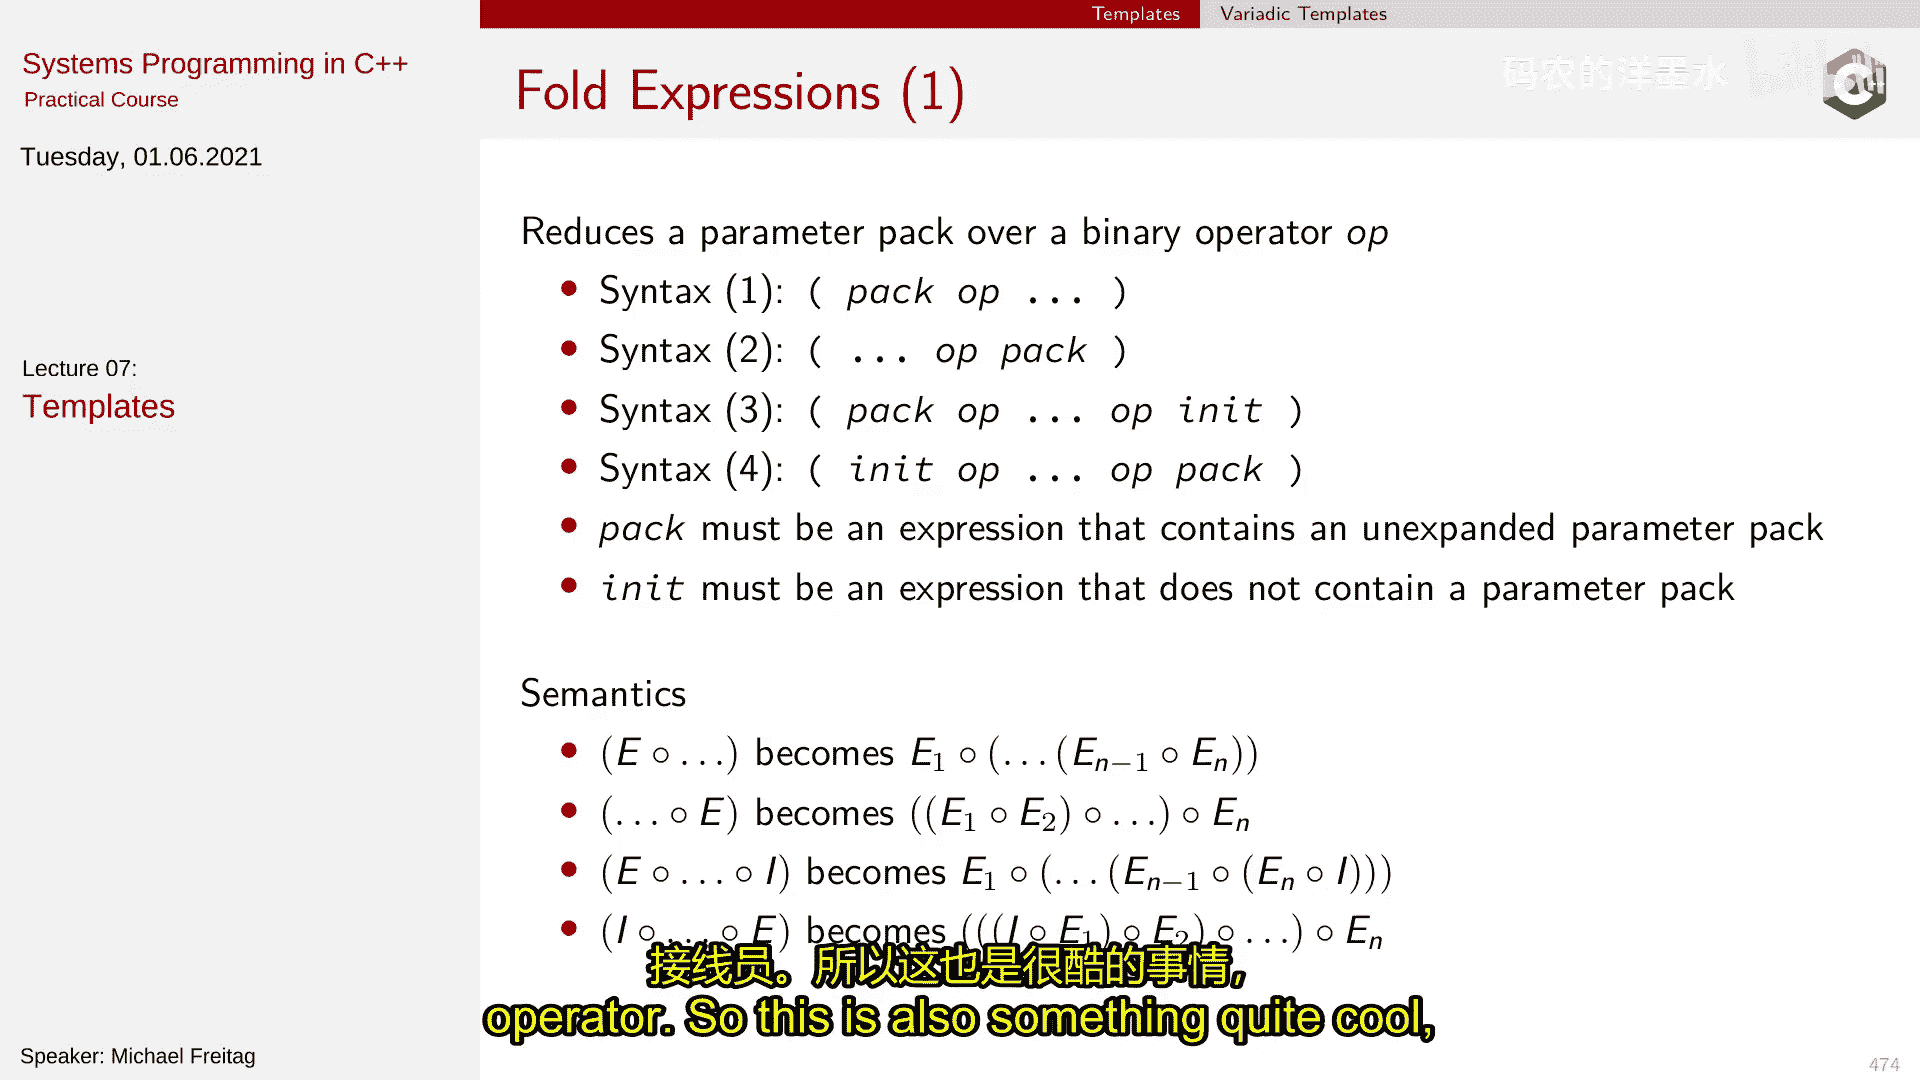 Templates Variadic Templates
Systems Programming in C++
Practical Course
Tuesday, 01.06.2021
Lecture 07:
Templates
Fold Expressions (1)
码农的洋墨水
Reduces a parameter pack over a binary operator op
• Syntax (1): ( pack op ... )
• Syntax (2): ( ... op pack )
• Syntax (3): ( pack op ... op init )
• Syntax (4): ( init op ... op pack )
• pack must be an expression that contains an unexpanded parameter pack
• init must be an expression that does not contain a parameter pack
Semantics
• (E ∘ ...) becomes E₁ ∘ (...(Eₙ₋₁ ∘ Eₙ))
• (... ∘ E) becomes ((E₁ ∘ E₂) ∘ ...) ∘ Eₙ
• (E ∘ ... ∘ I) becomes E₁ ∘ (...(Eₙ₋₁ ∘ (Eₙ ∘ I)))
• (I ∘ ... ∘ E) becomes (((I ∘ E₁) ∘ E₂) ∘ ...) ∘ Eₙ
接线员。所以这也是很酷的事情,
operator. So this is also something quite cool,
Speaker: Michael Freitag
474